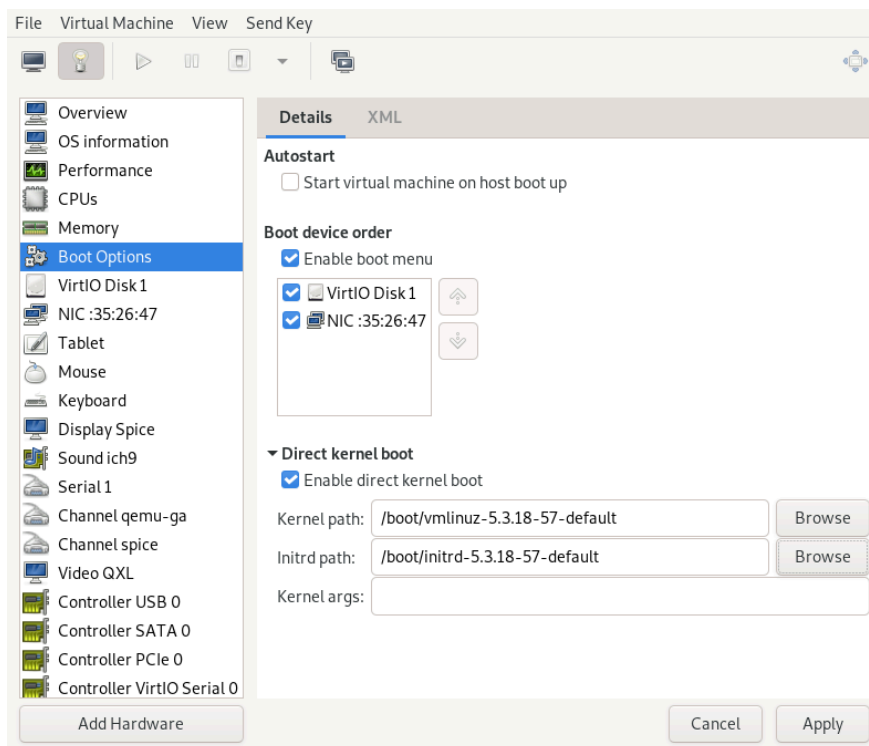 File Virtual Machine View Send Key
Overview
OS information
Performance
CPUs
Memory
Boot Options
VirtIO Disk 1
NIC :35:26:47
Tablet
Mouse
Keyboard
Display Spice
Sound ich9
Serial 1
Channel qemu-ga
Channel spice
Video QXL
Controller USB 0
Controller SATA 0
Controller PCIe 0
Controller VirtIO Serial 0
Add Hardware
Details XML
Autostart
Start virtual machine on host boot up
Boot device order
Enable boot menu
VirtIO Disk 1
NIC :35:26:47
Direct kernel boot
Enable direct kernel boot
Kernel path: /boot/vmlinuz-5.3.18-57-default Browse
Initrd path: /boot/initrd-5.3.18-57-default Browse
Kernel args:
Cancel Apply